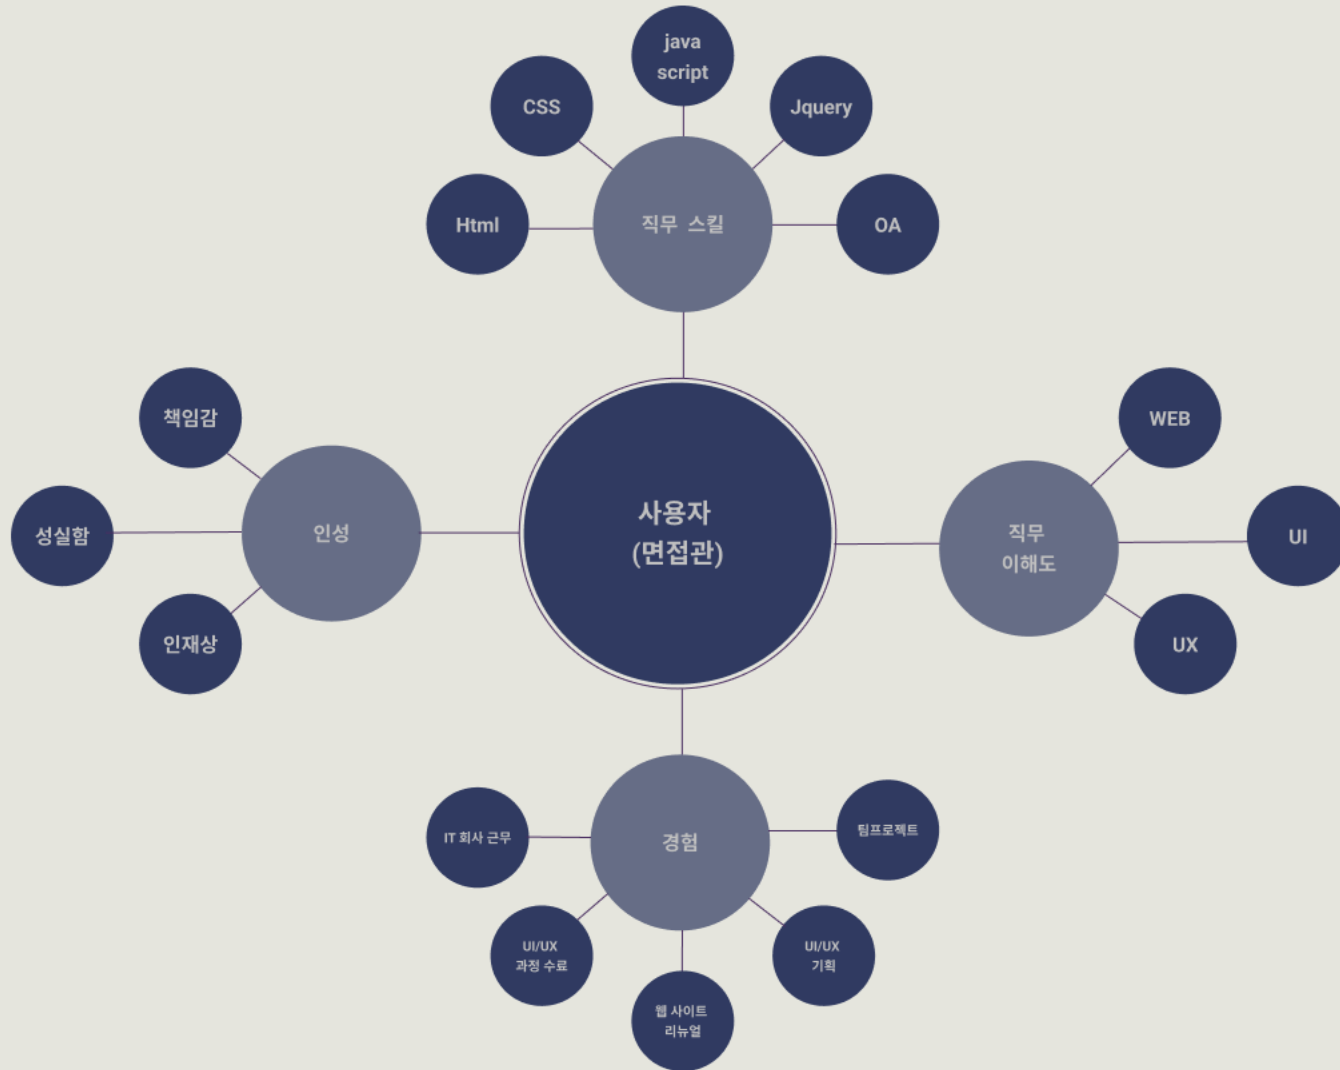 java
script
CSS
Jquery
Html
직무 스킬
OA
책임감
성실함
인성
인재상
사용자
(면접관)
직무
이해도
WEB
UI
UX
IT 회사 근무
경험
팀프로젝트
UI/UX
과정 수료
웹 사이트
리뉴얼
UI/UX
기획